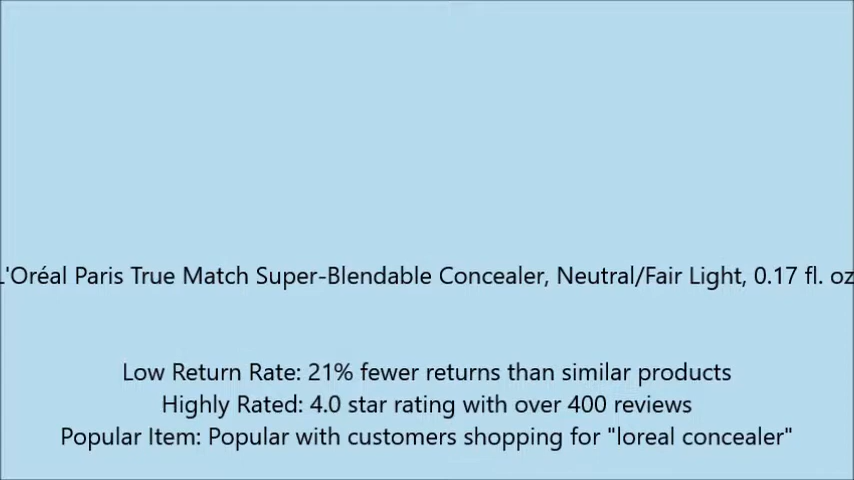 L'Oréal Paris True Match Super-Blendable Concealer, Neutral/Fair Light, 0.17 fl. oz
Low Return Rate: 21% fewer returns than similar products
Highly Rated: 4.0 star rating with over 400 reviews
Popular Item: Popular with customers shopping for "loreal concealer"